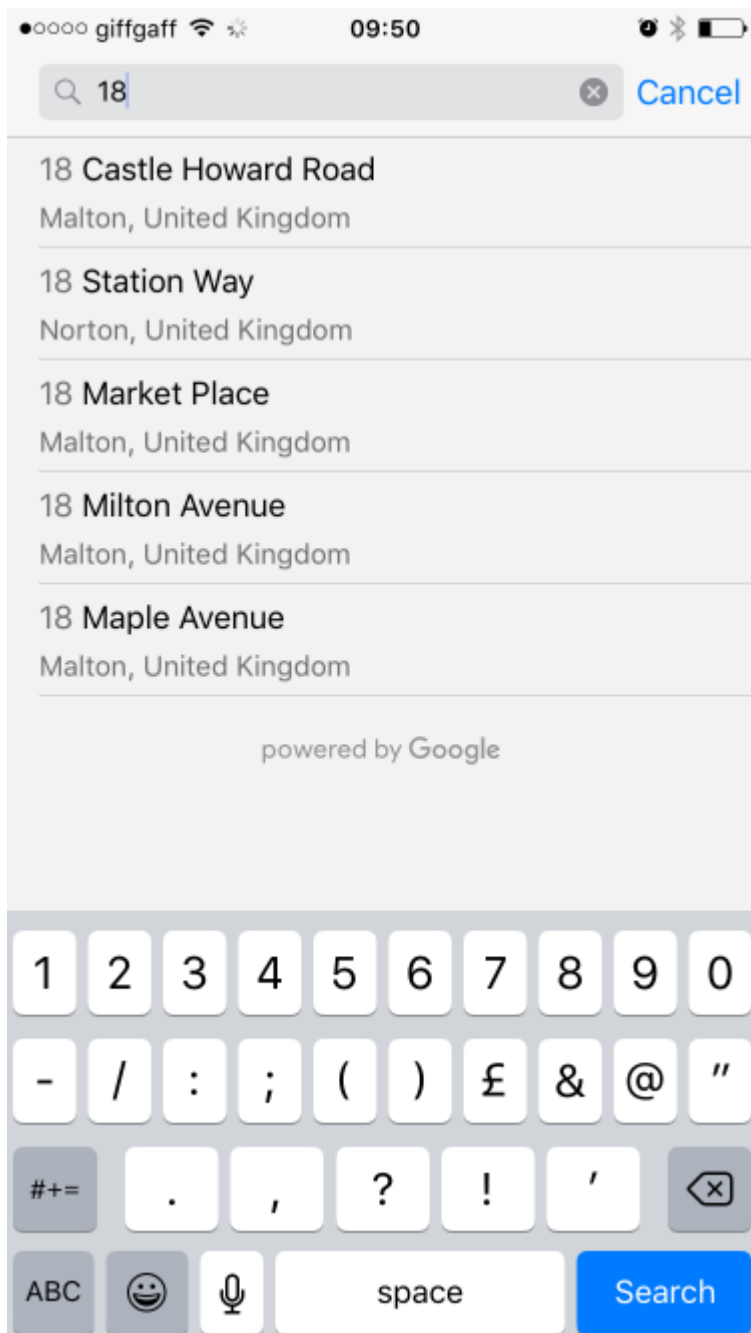 giffgaff 09:50
18 Cancel
18 Castle Howard Road
Malton, United Kingdom
18 Station Way
Norton, United Kingdom
18 Market Place
Malton, United Kingdom
18 Milton Avenue
Malton, United Kingdom
18 Maple Avenue
Malton, United Kingdom
powered by Google
1 2 3 4 5 6 7 8 9 0
- / : ; ( ) £ & @ "
#+= . , ? ! '
ABC space Search